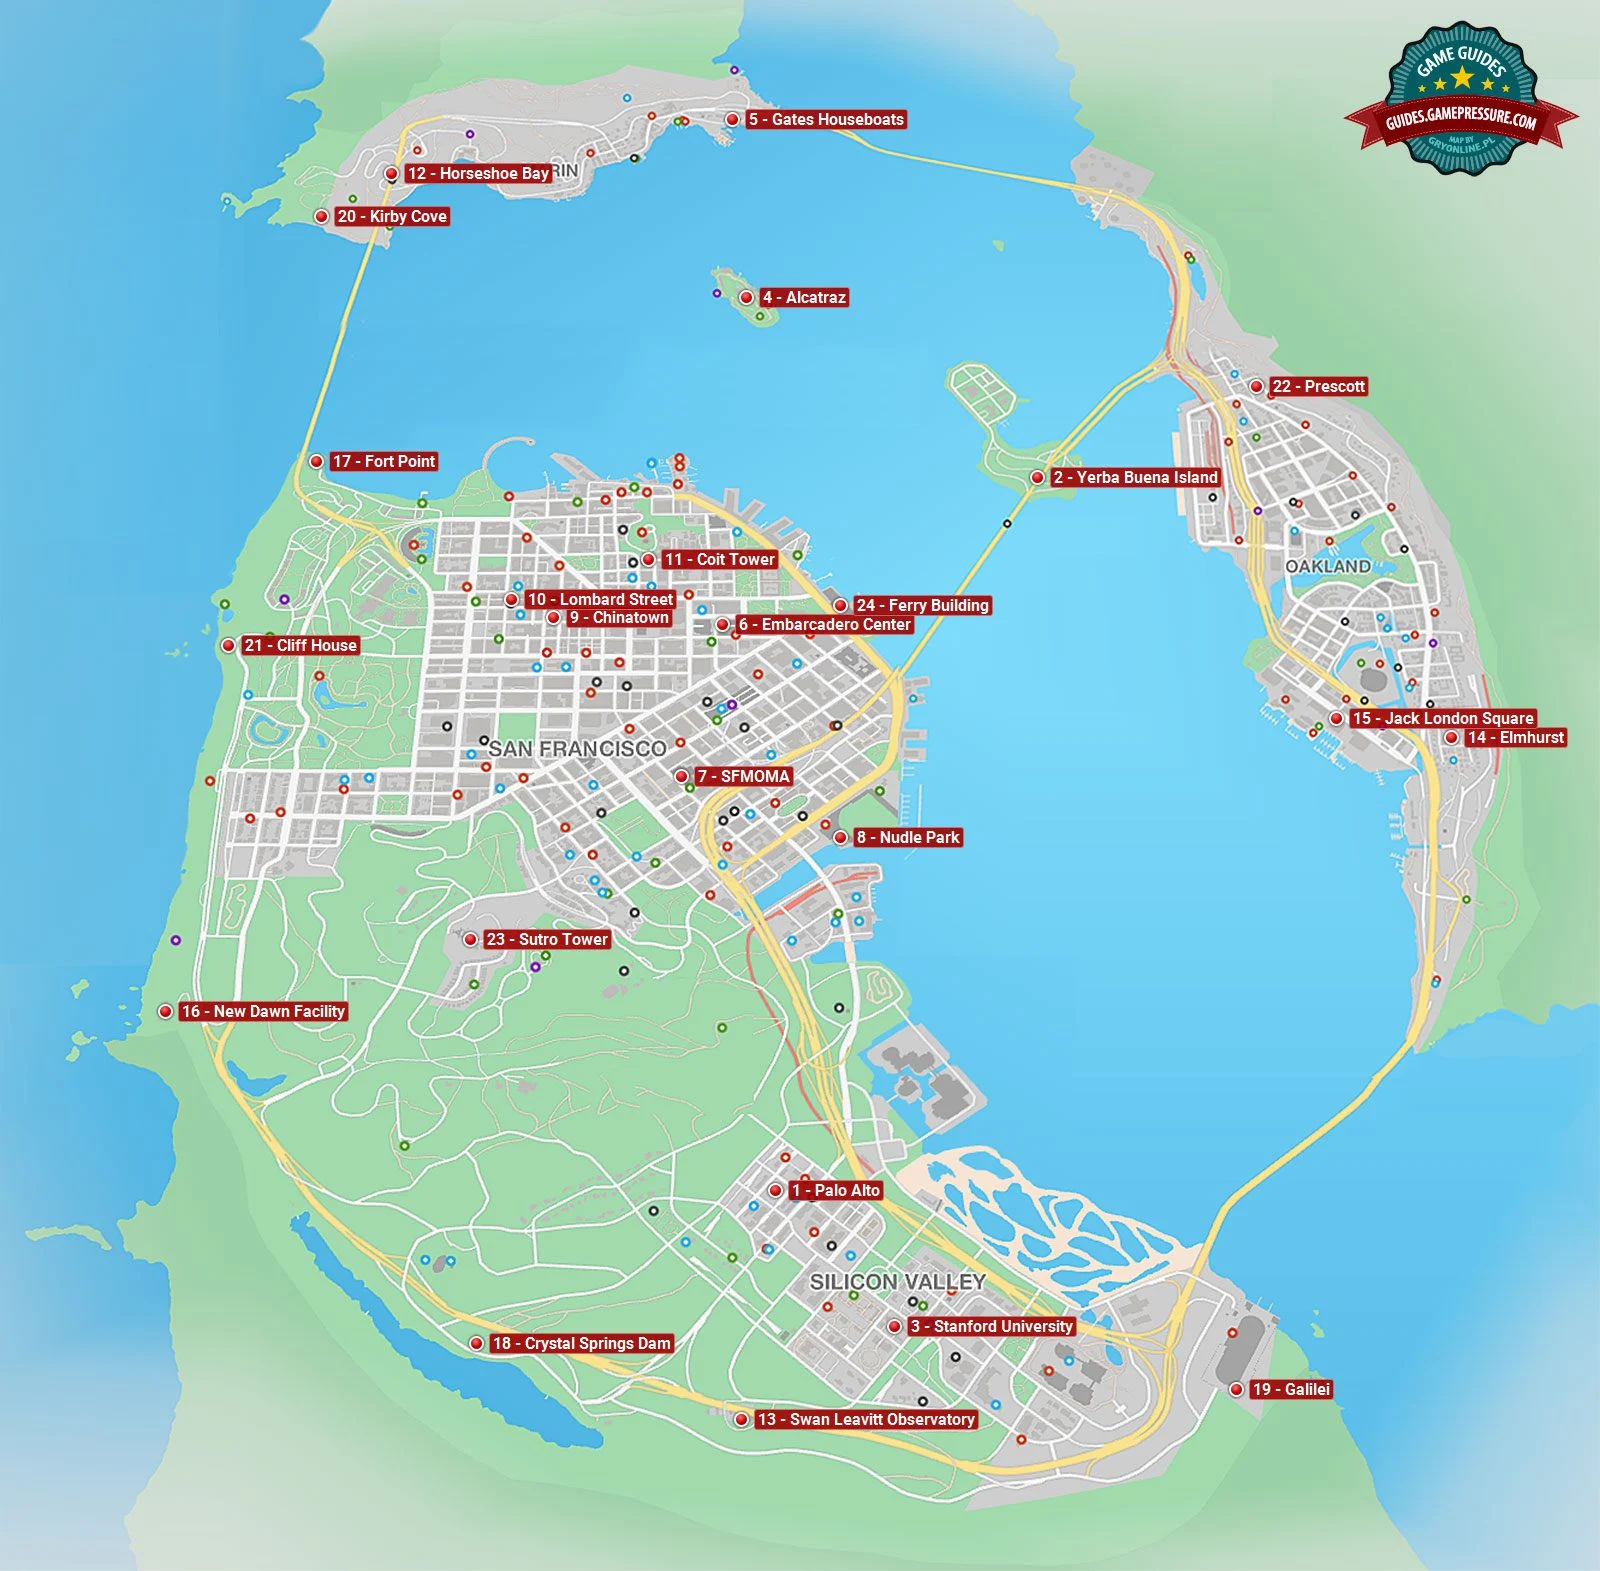 GAME GUIDES
GUIDES.GAMEPRESSURE.COM
MAP BY
GRYONLINE.PL
5 - Gates Houseboats
12 - Horseshoe Bay
RIN
20 - Kirby Cove
4 - Alcatraz
22 - Prescott
17 - Fort Point
2 - Yerba Buena Island
11 - Coit Tower
OAKLAND
10 - Lombard Street
24 - Ferry Building
9 - Chinatown
6 - Embarcadero Center
21 - Cliff House
15 - Jack London Square
14 - Elmhurst
SAN FRANCISCO
7 - SFMOMA
8 - Nudle Park
23 - Sutro Tower
16 - New Dawn Facility
1 - Palo Alto
SILICON VALLEY
3 - Stanford University
18 - Crystal Springs Dam
19 - Galilei
13 - Swan Leavitt Observatory